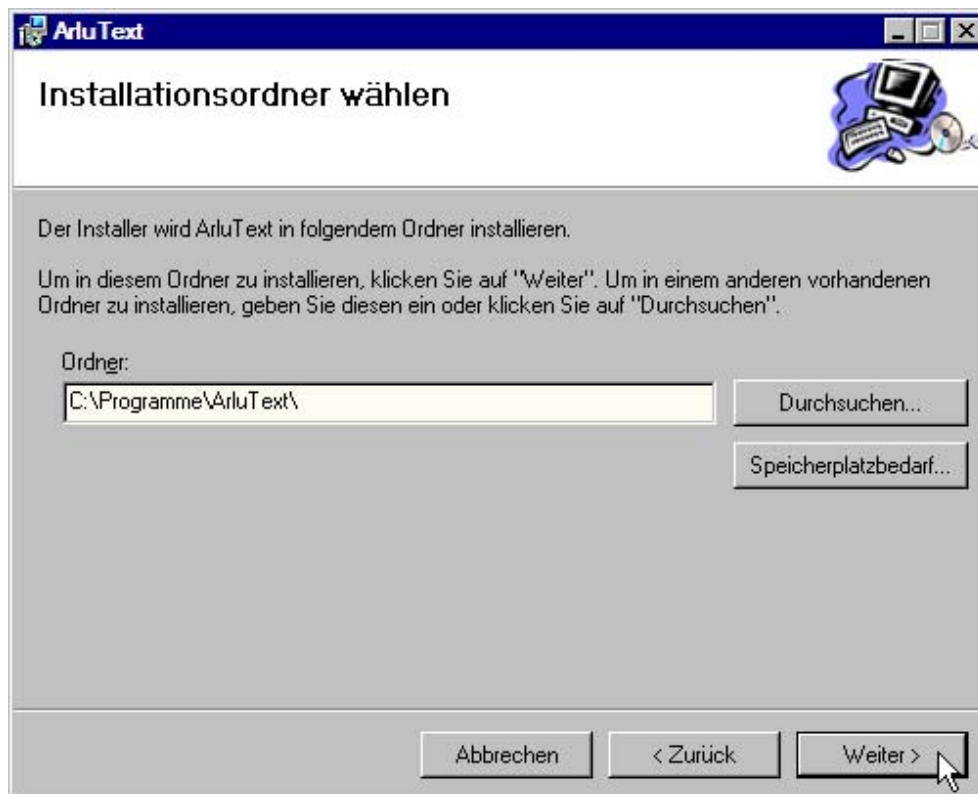 ArluText
Installationsordner wählen
Der Installer wird ArluText in folgendem Ordner installieren.
Um in diesem Ordner zu installieren, klicken Sie auf "Weiter". Um in einem anderen vorhandenen
Ordner zu installieren, geben Sie diesen ein oder klicken Sie auf "Durchsuchen".
Ordner:
C:\Programme\ArluText\
Durchsuchen...
Speicherplatzbedarf...
Abbrechen
< Zurück
Weiter >